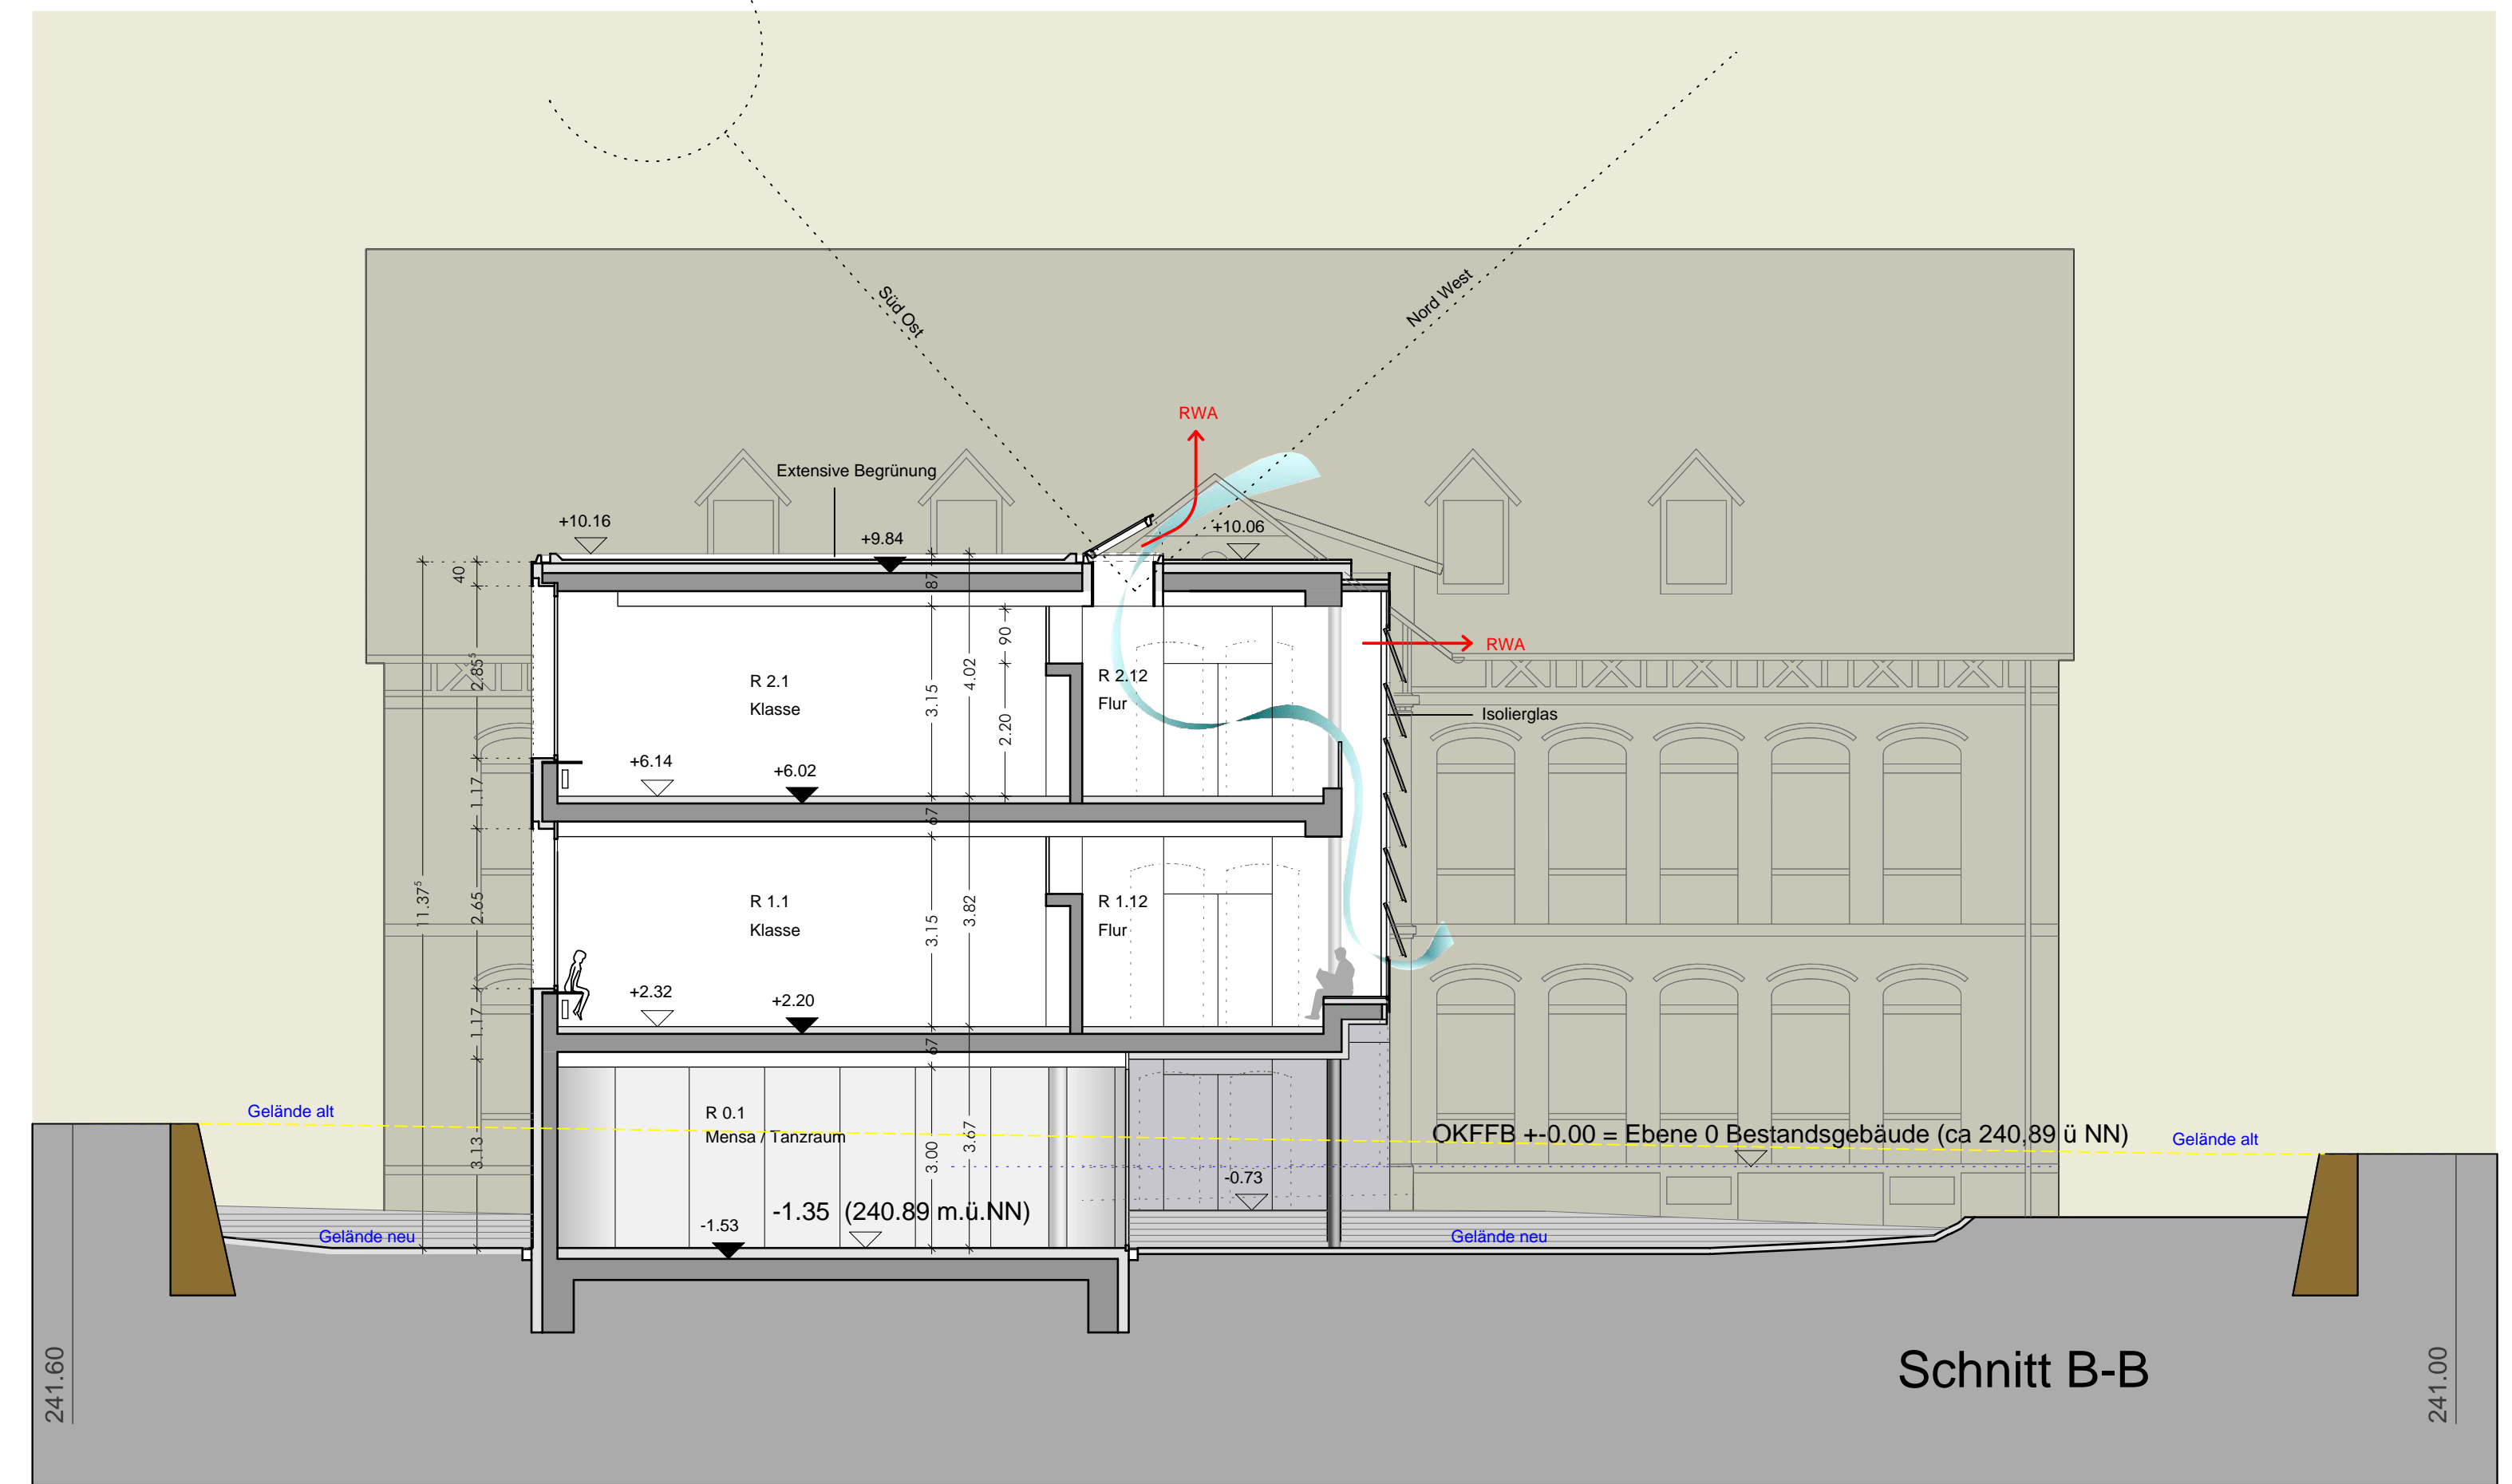 Süd Ost
Nord West
RWA
Extensive Begrünung
+10.16
+9.84
+10.06
40
87
90
2.85⁵
4.02
3.15
2.20
11.37⁵
R 2.1
Klasse
R 2.12
Flur
RWA
Isolierglas
+6.14
+6.02
1.17
67
2.65
3.15
3.82
R 1.1
Klasse
R 1.12
Flur
+2.32
+2.20
1.17
67
Gelände alt
R 0.1
Mensa / Tanzraum
3.13
3.00
3.67
OKFFB +-0.00 = Ebene 0 Bestandsgebäude (ca 240,89 ü NN)
Gelände alt
-0.73
-1.35 (240.89 m.ü.NN)
-1.53
Gelände neu
Gelände neu
241.60
Schnitt B-B
241.00